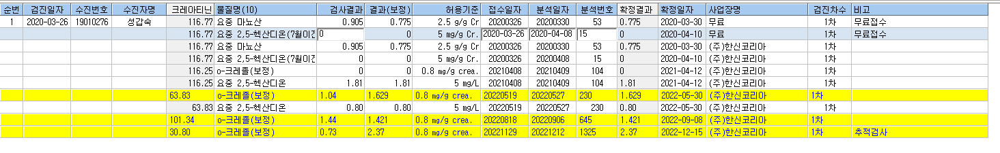 순번 검진일자 수진번호 수진자명 크레아티닌 물질명(10) 검사결과 결과(보정) 허용기준 접수일자 분석일자 분석번호 확정결과 확정일자 사업장명 검진차수 비고
1 2020-03-26 19010276 성갑숙 116.77 요중 마뇨산 0.905 0.775 2.5 g/g Cr 20200326 20200330 53 0.775 2020-03-30 무료 1차 무료접수
116.77 요중 2,5-헥산디온(7월이전 0 0 5 mg/g Cr. 2020-03-26 2020-04-08 15 0 2020-04-10 무료 1차 무료접수
116.77 요중 마뇨산 0.905 0.775 2.5 g/g Cr 20200326 20200330 53 0.775 2020-03-30 (주)한신코리아 1차
116.77 요중 2,5-헥산디온(7월이전 0 0 5 mg/g Cr. 20200326 20200408 15 0 2020-04-10 (주)한신코리아 1차
116.25 o-크레졸(보정) 0 0 0.8 mg/g crea. 20210408 20210409 104 0 2021-04-12 (주)한신코리아 1차
116.25 요중 2,5-헥산디온 1.81 1.81 5 mg/L 20210408 20210409 104 1.81 2021-04-30 (주)한신코리아 1차
63.83 o-크레졸(보정) 1.04 1.629 0.8 mg/g crea. 20220519 20220527 230 1.629 2022-05-30 (주)한신코리아 1차
63.83 요중 2,5-헥산디온 0.80 0.80 5 mg/L 20220519 20220527 230 0.80 2022-05-30 (주)한신코리아 1차
101.34 o-크레졸(보정) 1.44 1.421 0.8 mg/g crea. 20220818 20220906 645 1.421 2022-09-08 (주)한신코리아 1차
30.80 o-크레졸(보정) 0.73 2.37 0.8 mg/g crea. 20221129 20221212 1325 2.37 2022-12-15 (주)한신코리아 1차 추적검사